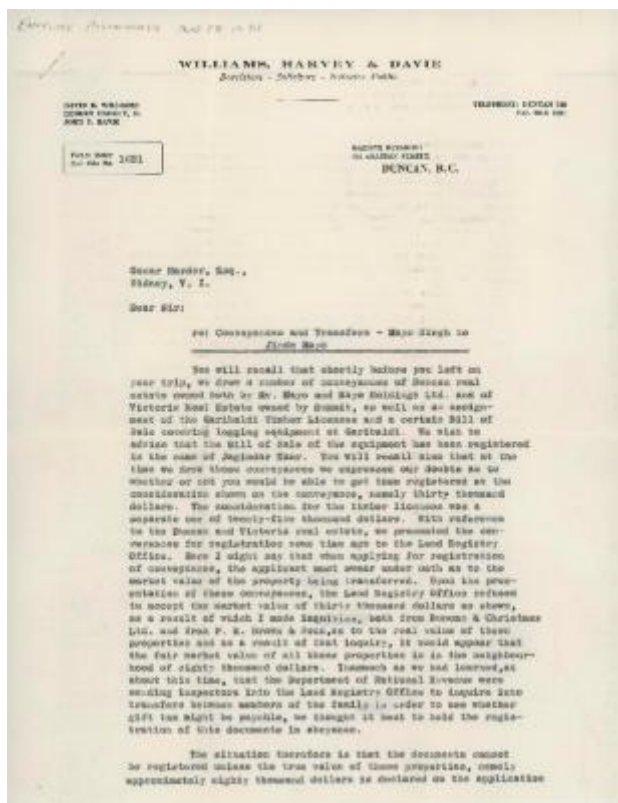 WILLIAMS, HARVEY & DAVIE
Barristers - Solicitors - Notaries Public
DAVID R. WILLIAMS
TELEPHONE: DUNCAN
DUNCAN, B.C.
1481
Esq.,
Sidney, V. I.
Dear Sir:
re: Conveyances and Transfers - Mayo Singh to
Jindo Mayo
You will recall that shortly before you left on
your trip, we drew a number of conveyances of Duncan real
estate owned both by Mr. Mayo and Mayo Holdings Ltd. and of
Victoria Real Estate owned by Summit, as well as an assign-
ment of the Garibaldi Timber Licenses and a certain Bill of
Sale covering logging equipment at Garibaldi. We wish to
advise that the Bill of Sale of the equipment has been registered
in the name of Joginder Kaur. You will recall also that at the
time we drew these conveyances we expressed our doubts as to
whether or not you would be able to get them registered at the
consideration shown on the conveyance, namely thirty thousand
dollars. The consideration for the timber licenses was a
separate one of twenty-five thousand dollars. With reference
to the Duncan and Victoria real estate, we presented the con-
veyances for registration some time ago to the Land Registry
Office. Here I might say that when applying for registration
of conveyances, the applicant must swear under oath as to the
market value of the property being transferred. Upon the pres-
entation of these conveyances, the Land Registry Office refused
to accept the market value of thirty thousand dollars as shown,
as a result of which I made inquiries, both from & Christmas
Ltd. and from P. R. Brown & Sons, as to the real value of these
properties and as a result of that inquiry, it would appear that
the fair market value of all these properties is in the neighbour-
hood of eighty thousand dollars. Inasmuch as we had learned, at
about this time, that the Department of National Revenue were
sending inspectors into the Land Registry Office to inquire into
transfers between members of the family in order to see whether
gift tax might be payable, we thought it best to hold the regis-
tration of this documents in abeyance.
The situation therefore is that the documents cannot
be registered unless the true value of these properties, namely
approximately eighty thousand dollars is declared on the application